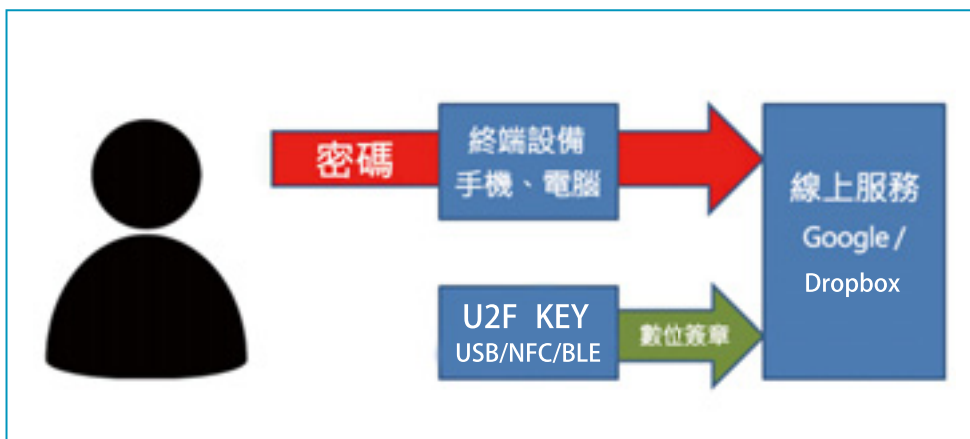 密碼
終端設備
手機、電腦
線上服務
Google /
Dropbox
U2F KEY
USB/NFC/BLE
數位簽章